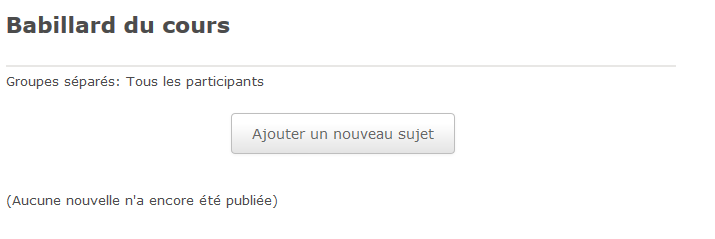 Babillard du cours
Groupes séparés: Tous les participants
Ajouter un nouveau sujet
(Aucune nouvelle n'a encore été publiée)